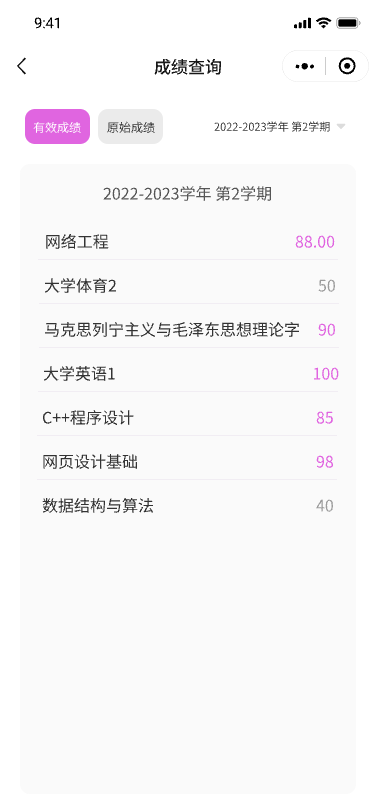 9:41
成绩查询
有效成绩 原始成绩 2022-2023学年 第2学期
2022-2023学年 第2学期
网络工程 88.00
大学体育2 50
马克思列宁主义与毛泽东思想理论字 90
大学英语1 100
C++程序设计 85
网页设计基础 98
数据结构与算法 40